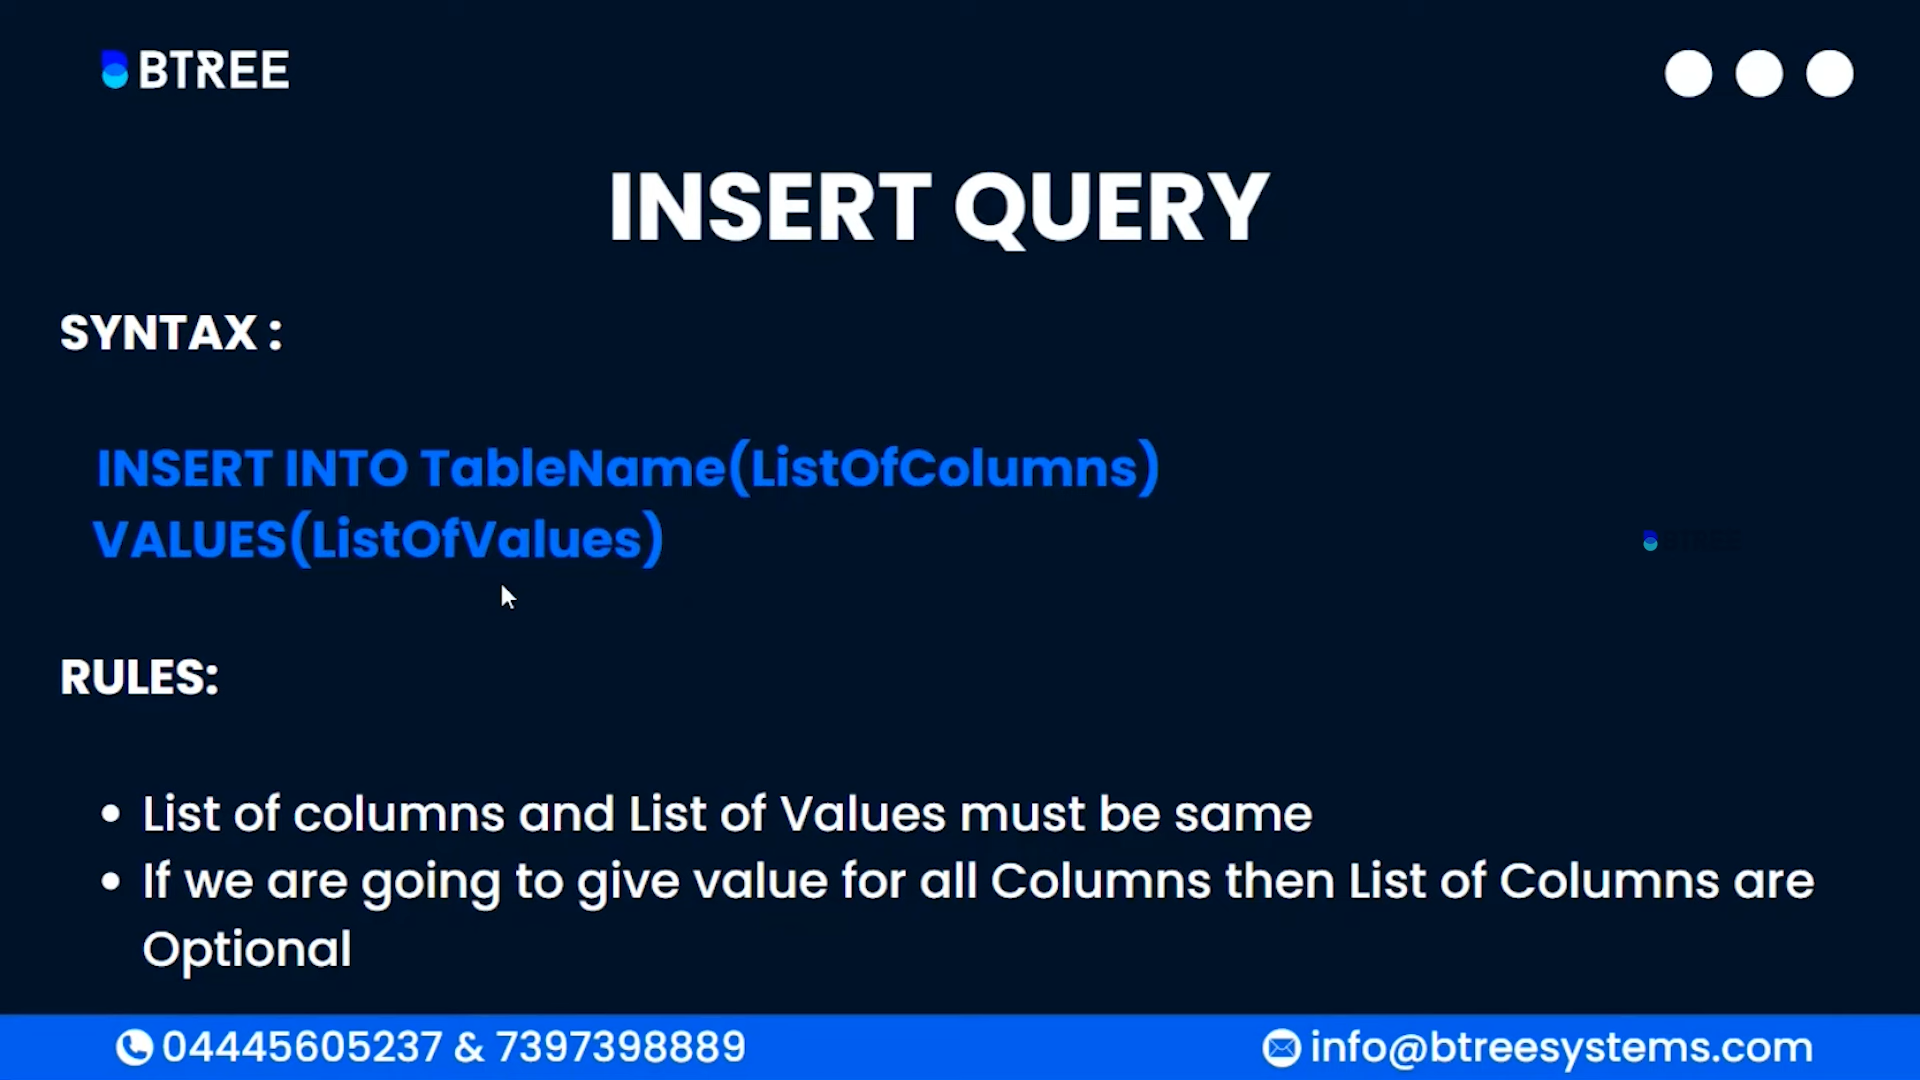 BTREE
INSERT QUERY
SYNTAX :
INSERT INTO TableName(ListOfColumns)
VALUES(ListOfValues)
BTREE
RULES:
• List of columns and List of Values must be same
• If we are going to give value for all Columns then List of Columns are
Optional
04445605237 & 7397398889
info@btreesystems.com